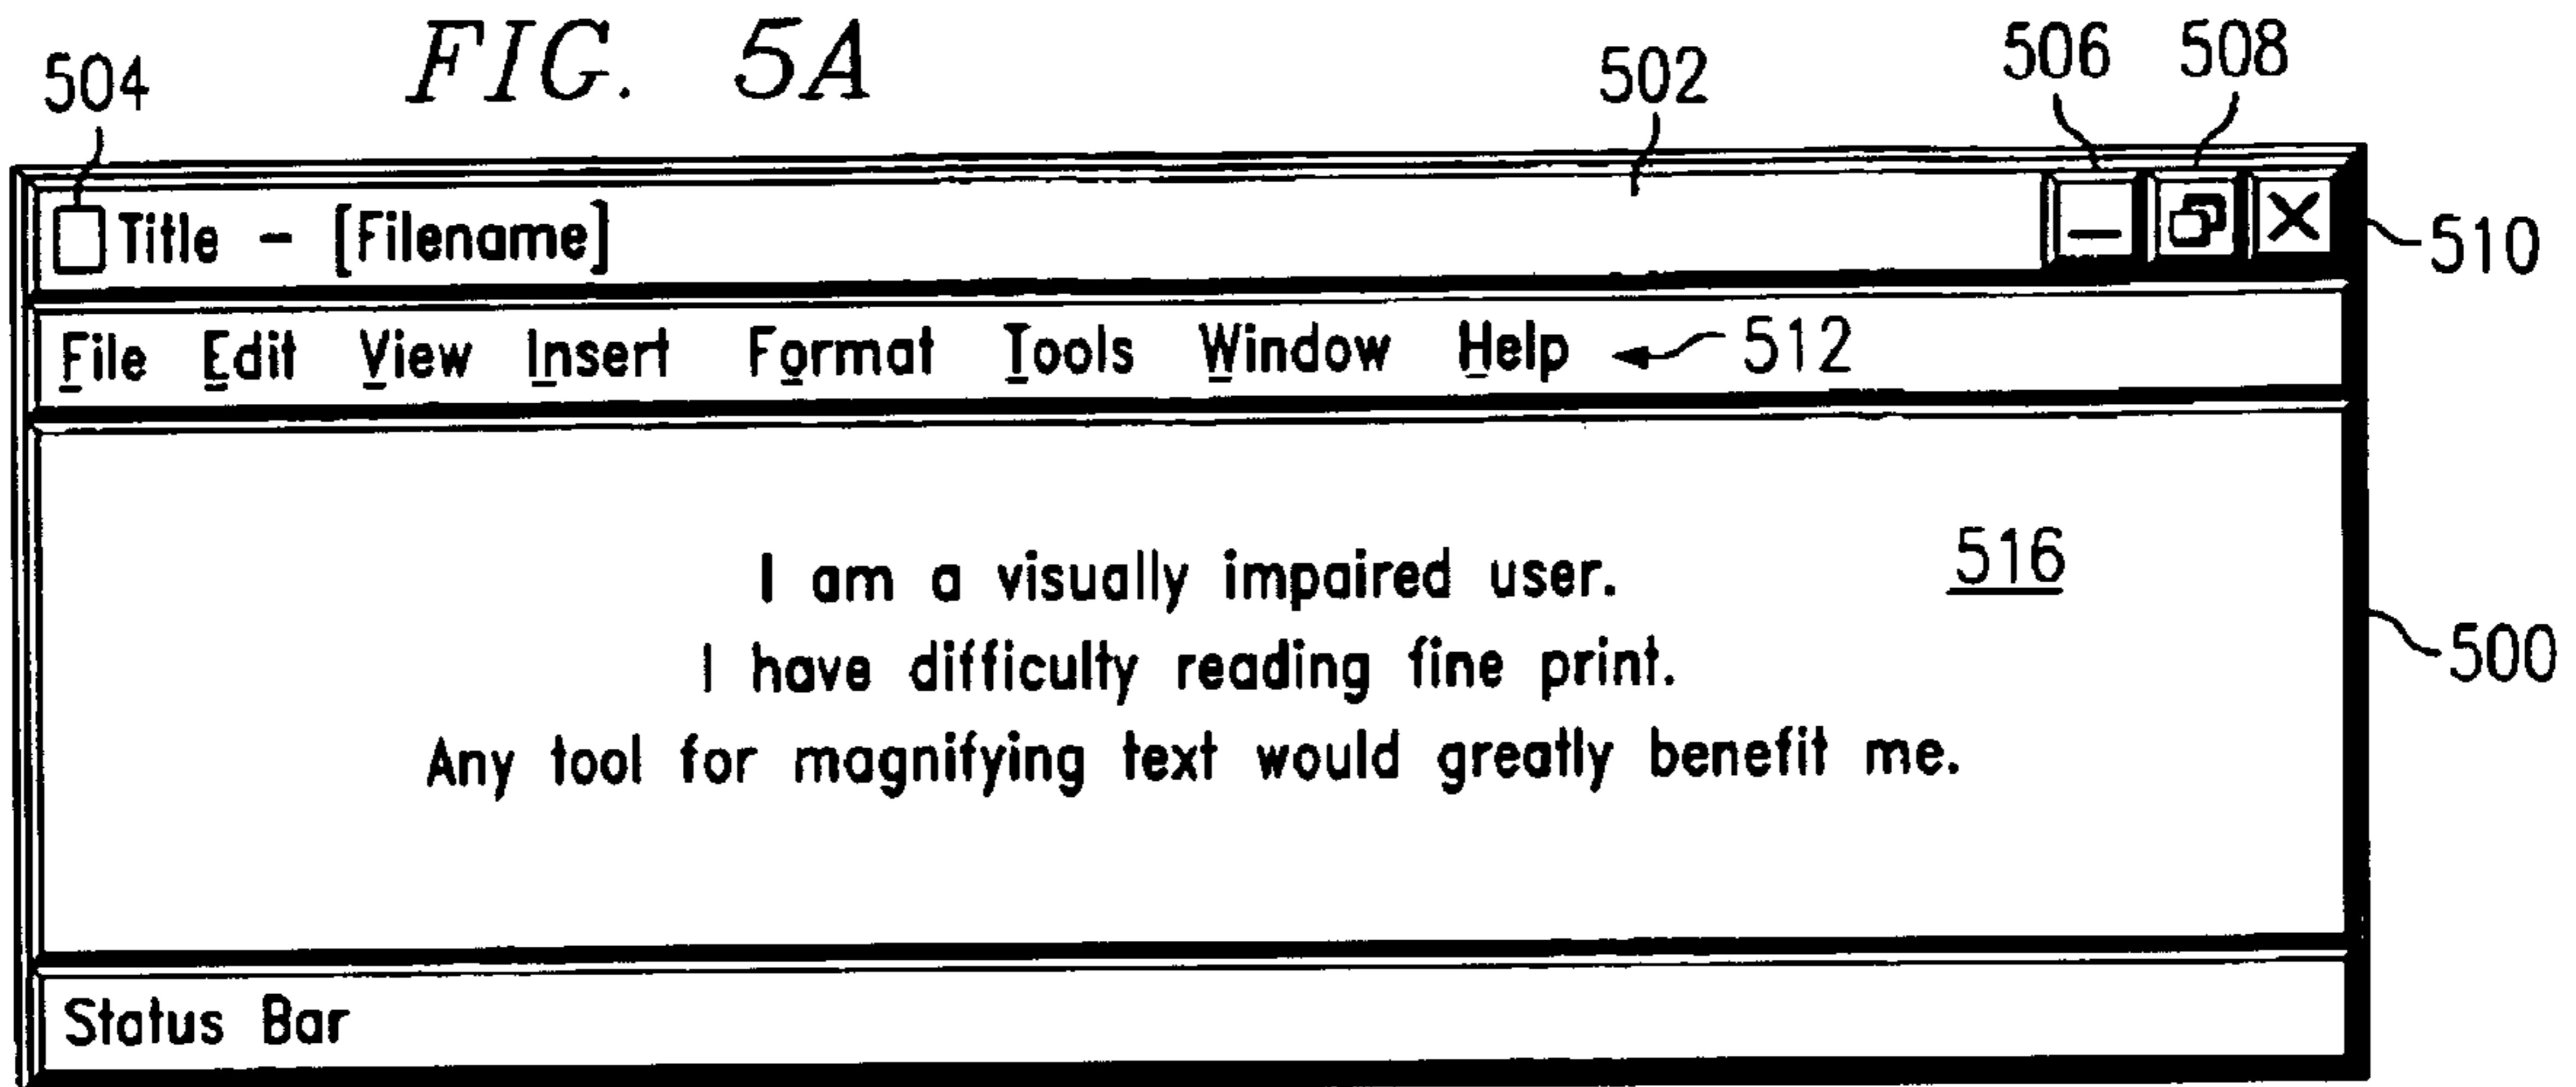 FIG. 5A
504
502
506 508
Title - [Filename]
510
File Edit View Insert Format Tools Window Help 512
I am a visually impaired user. 516
I have difficulty reading fine print.
500
Any tool for magnifying text would greatly benefit me.
Status Bar